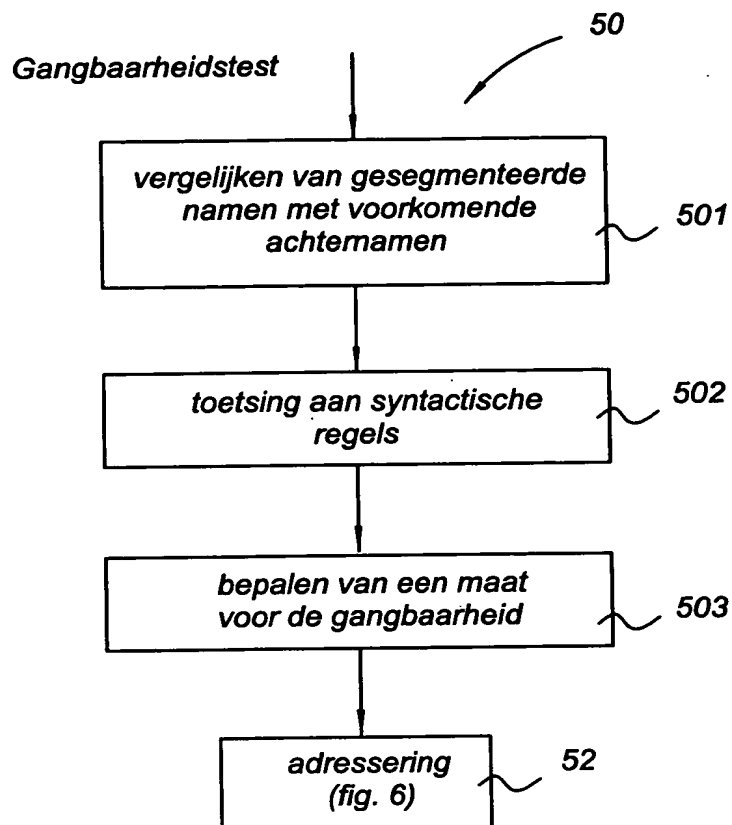 50
Gangbaarheidstest
vergelijken van gesegmenteerde
namen met voorkomende
achternamen
501
toetsing aan syntactische
regels
502
bepalen van een maat
voor de gangbaarheid
503
adressering
(fig. 6)
52